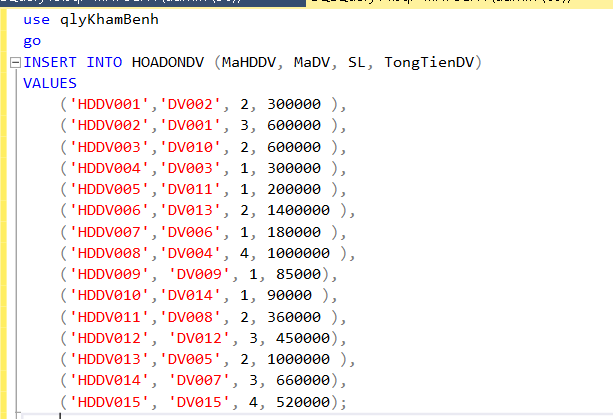 use qlyKhamBenh
go
INSERT INTO HOADONDV (MaHDDV, MaDV, SL, TongTienDV)
VALUES
('HDDV001','DV002', 2, 300000 ),
('HDDV002','DV001', 3, 600000 ),
('HDDV003','DV010', 2, 600000 ),
('HDDV004','DV003', 1, 300000 ),
('HDDV005','DV011', 1, 200000 ),
('HDDV006','DV013', 2, 1400000 ),
('HDDV007','DV006', 1, 180000 ),
('HDDV008','DV004', 4, 1000000 ),
('HDDV009', 'DV009', 1, 85000),
('HDDV010','DV014', 1, 90000 ),
('HDDV011','DV008', 2, 360000 ),
('HDDV012', 'DV012', 3, 450000),
('HDDV013','DV005', 2, 1000000 ),
('HDDV014', 'DV007', 3, 660000),
('HDDV015', 'DV015', 4, 520000);